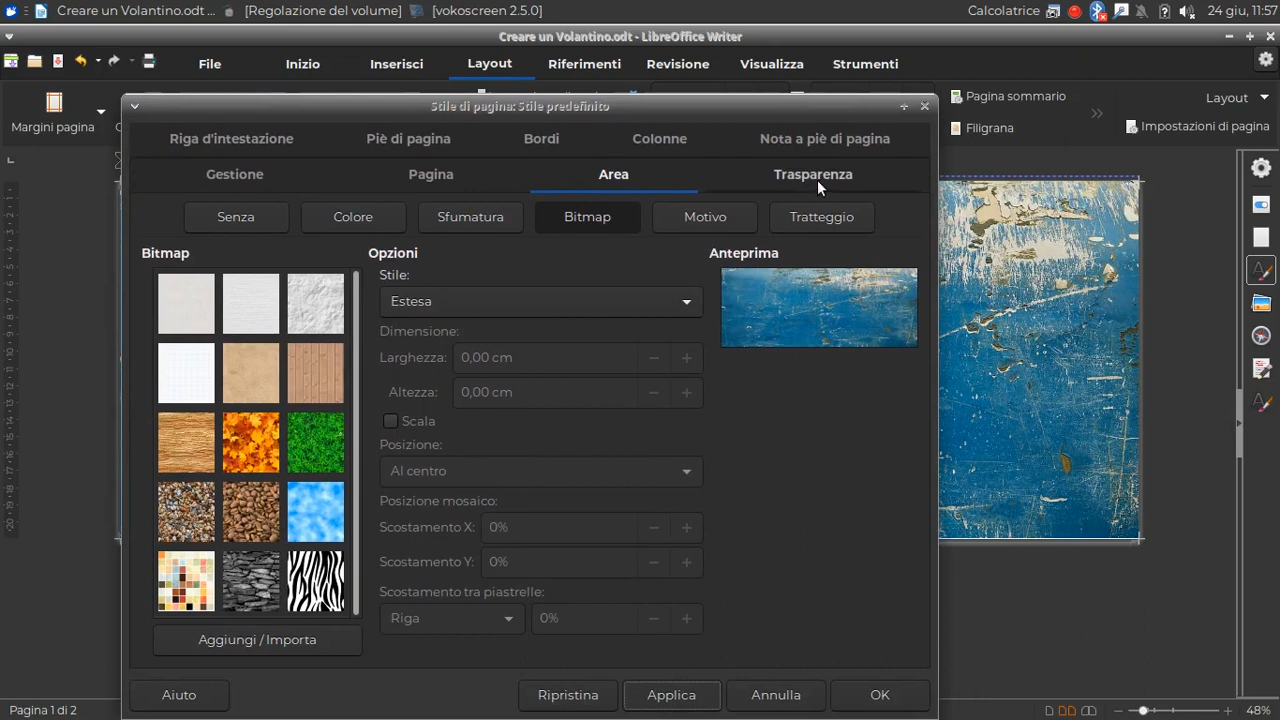 Creare un Volantino.odt ... [Regolazione del volume] [vokoscreen 2.5.0] Calcolatrice 24 giu, 11:57
Creare un Volantino.odt - LibreOffice Writer
File Inizio Inserisci Layout Riferimenti Revisione Visualizza Strumenti
Margini pagina
Pagina sommario
Filigrana
Layout
Impostazioni di pagina
Stile di pagina: Stile predefinito
Riga d'intestazione Piè di pagina Bordi Colonne Nota a piè di pagina
Gestione Pagina Area Trasparenza
Senza Colore Sfumatura Bitmap Motivo Tratteggio
Bitmap
Aggiungi / Importa
Opzioni
Stile:
Estesa
Dimensione:
Larghezza: 0,00 cm
Altezza: 0,00 cm
Scala
Posizione:
Al centro
Posizione mosaico:
Scostamento X: 0%
Scostamento Y: 0%
Scostamento tra piastrelle:
Riga 0%
Anteprima
Aiuto Ripristina Applica Annulla OK
Pagina 1 di 2 48%